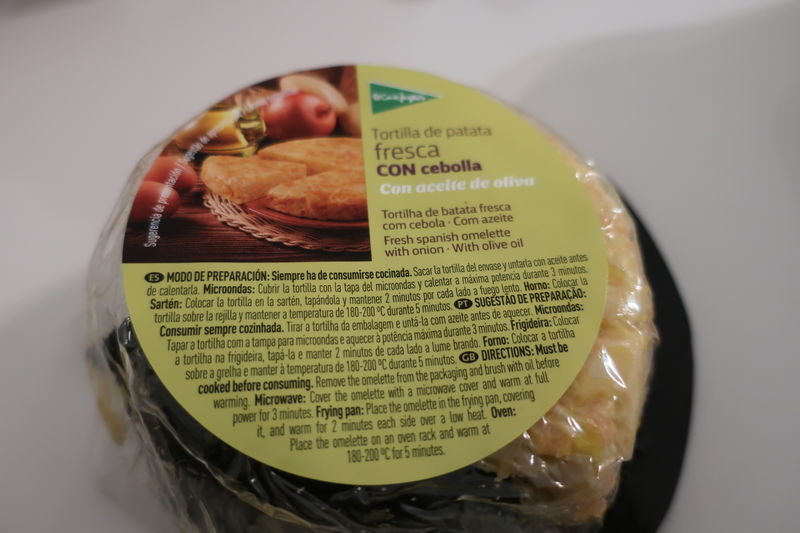 El Corte Inglés
Tortilla de patata
fresca
CON cebolla
Con aceite de oliva
Tortilha de batata fresca
com cebola · Com azeite
Fresh spanish omelette
with onion · With olive oil
Sugerencia de presentación /
ES MODO DE PREPARACIÓN: Siempre ha de consumirse cocinada. Sacar la tortilla del envase y untarla con aceite antes
de calentarla. Microondas: Cubrir la tortilla con la tapa del microondas y calentar a máxima potencia durante 3 minutos.
Sartén: Colocar la tortilla en la sartén, tapándola y mantener 2 minutos por cada lado a fuego lento. Horno: Colocar la
tortilla sobre la rejilla y mantener a temperatura de 180-200 ºC durante 5 minutos. PT SUGESTÃO DE PREPARAÇÃO:
Consumir sempre cozinhada. Tirar a tortilha da embalagem e untá-la com azeite antes de aquecer. Microondas:
Tapar a tortilha com a tampa para microondas e aquecer à potência máxima durante 3 minutos. Frigideira: Colocar
a tortilha na frigideira, tapá-la e manter 2 minutos de cada lado a lume brando. Forno: Colocar a tortilha
sobre a grelha e manter à temperatura de 180-200 ºC durante 5 minutos. GB DIRECTIONS: Must be
cooked before consuming. Remove the omelette from the packaging and brush with oil before
warming. Microwave: Cover the omelette with a microwave cover and warm at full
power for 3 minutes. Frying pan: Place the omelette in the frying pan, covering
it, and warm for 2 minutes each side over a low heat. Oven:
Place the omelette on an oven rack and warm at
180-200 ºC for 5 minutes.